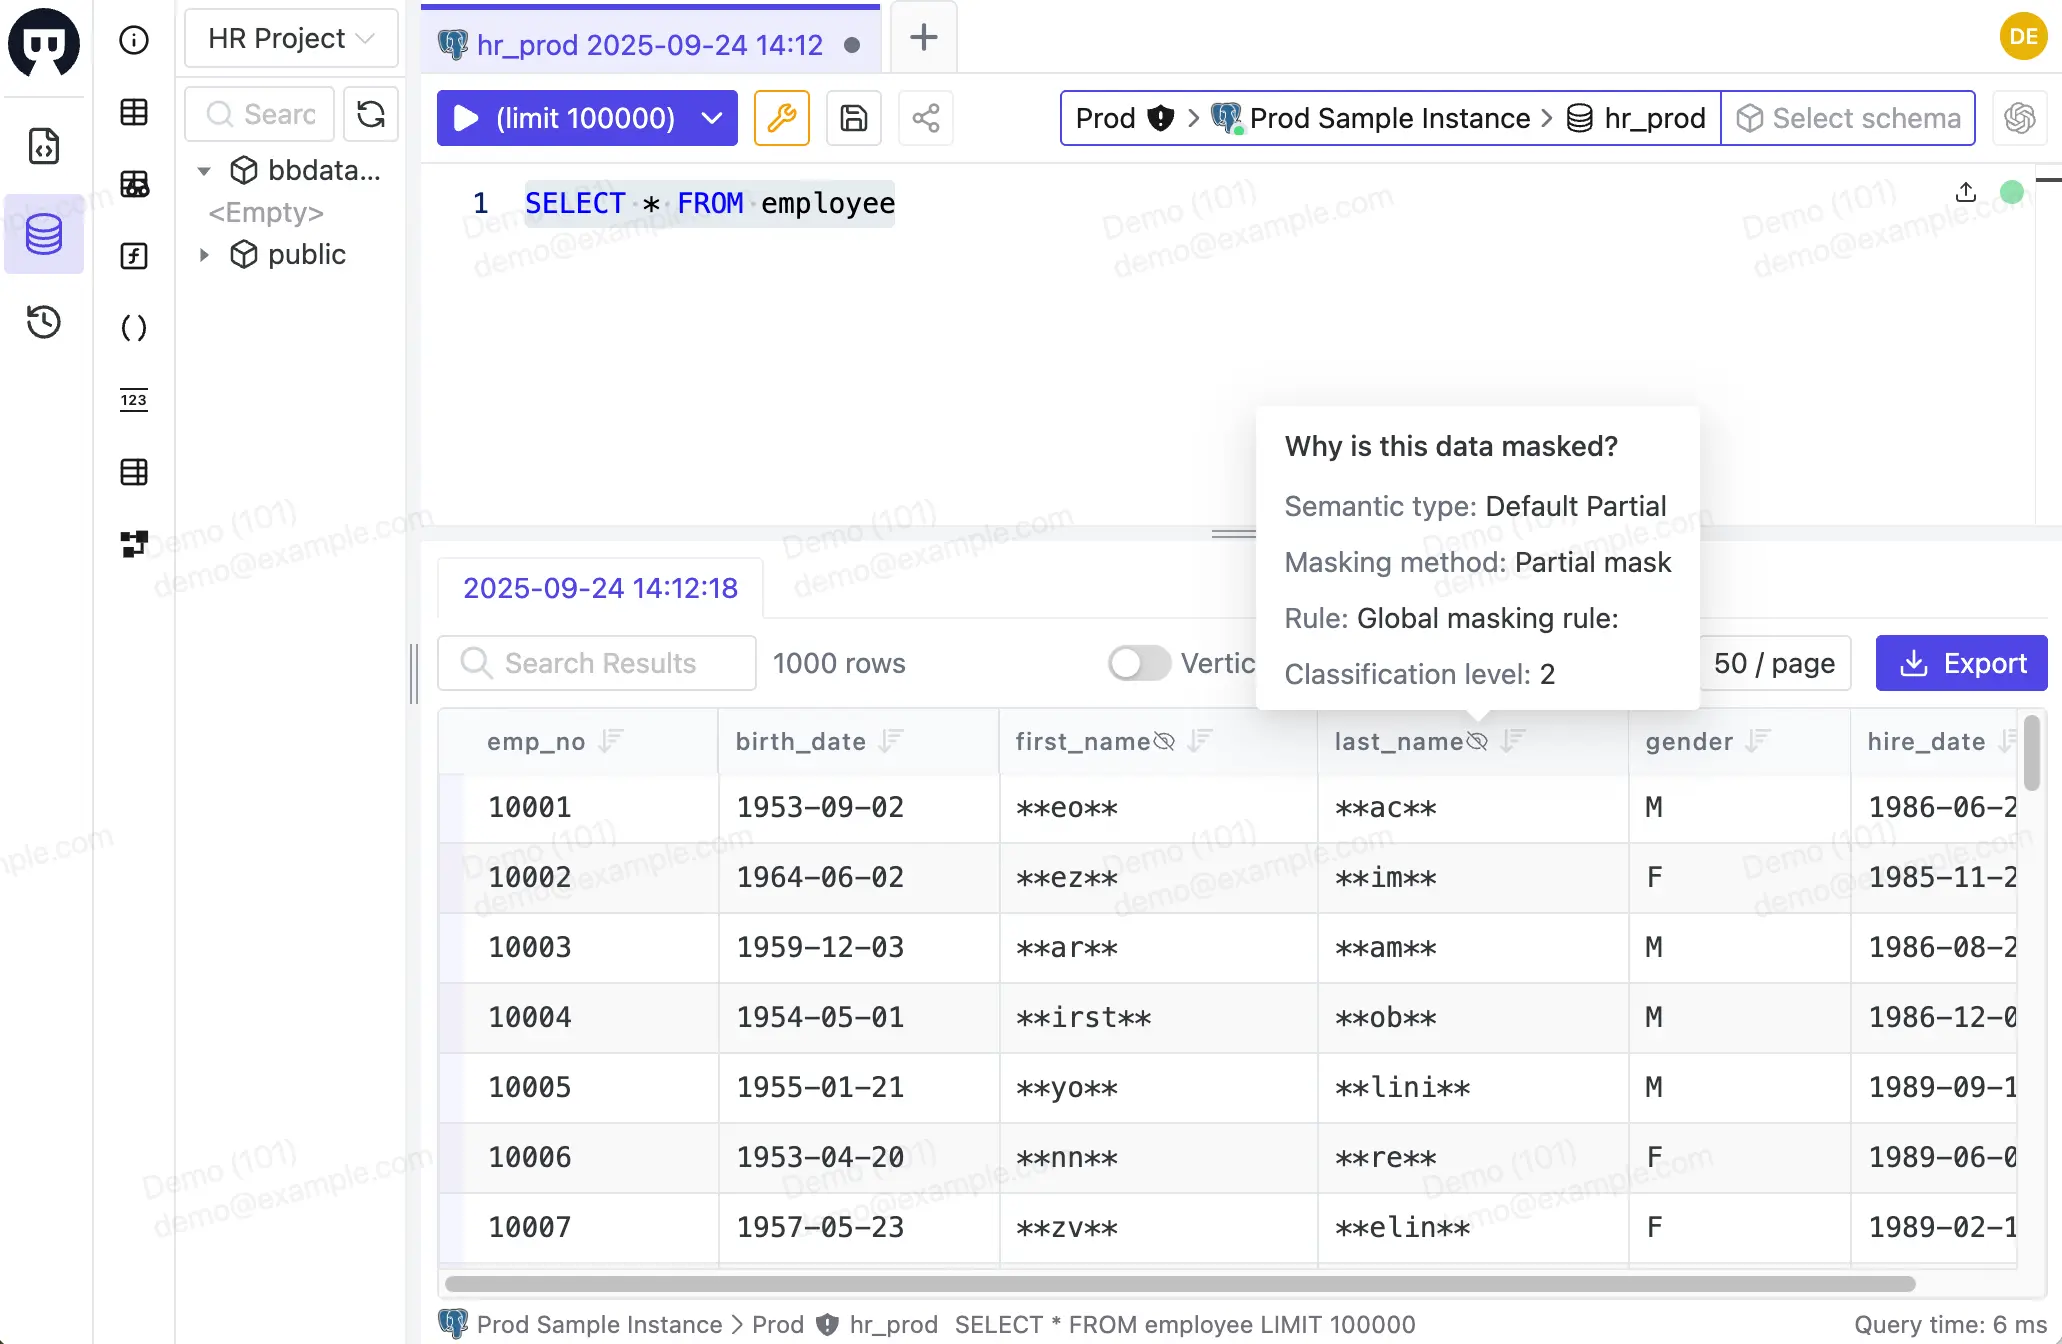 HR Project
hr_prod 2025-09-24 14:12
DE
Searc
(limit 100000)
Prod > Prod Sample Instance > hr_prod
Select schema
bbdata...
<Empty>
public
1 SELECT * FROM employee
( )
123
Why is this data masked?
Semantic type: Default Partial
Masking method: Partial mask
Rule: Global masking rule:
Classification level: 2
2025-09-24 14:12:18
Search Results
1000 rows
Vertic
50 / page
Export
emp_no birth_date first_name last_name gender hire_date
10001 1953-09-02 **eo** **ac** M 1986-06-2
10002 1964-06-02 **ez** **im** F 1985-11-2
10003 1959-12-03 **ar** **am** M 1986-08-2
10004 1954-05-01 **irst** **ob** M 1986-12-0
10005 1955-01-21 **yo** **lini** M 1989-09-1
10006 1953-04-20 **nn** **re** F 1989-06-0
10007 1957-05-23 **zv** **elin** F 1989-02-1
Prod Sample Instance > Prod hr_prod SELECT * FROM employee LIMIT 100000
Query time: 6 ms
Demo (101)
demo@example.com